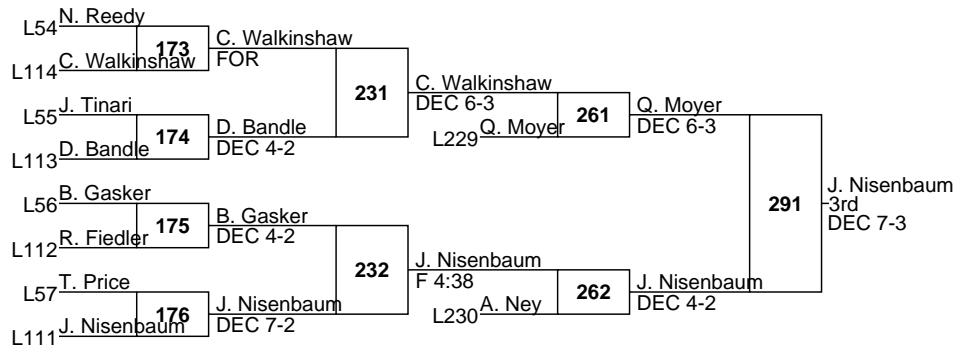 L54 N. Reedy
173
C. Walkinshaw
FOR
L114 C. Walkinshaw
231
C. Walkinshaw
DEC 6-3
L55 J. Tinari
174
D. Bandle
DEC 4-2
L113 D. Bandle
261
Q. Moyer
DEC 6-3
L229 Q. Moyer
L56 B. Gasker
175
B. Gasker
DEC 4-2
L112 R. Fiedler
232
J. Nisenbaum
F 4:38
L57 T. Price
176
J. Nisenbaum
DEC 7-2
L111 J. Nisenbaum
262
J. Nisenbaum
DEC 4-2
L230 A. Ney
291
J. Nisenbaum
3rd
DEC 7-3